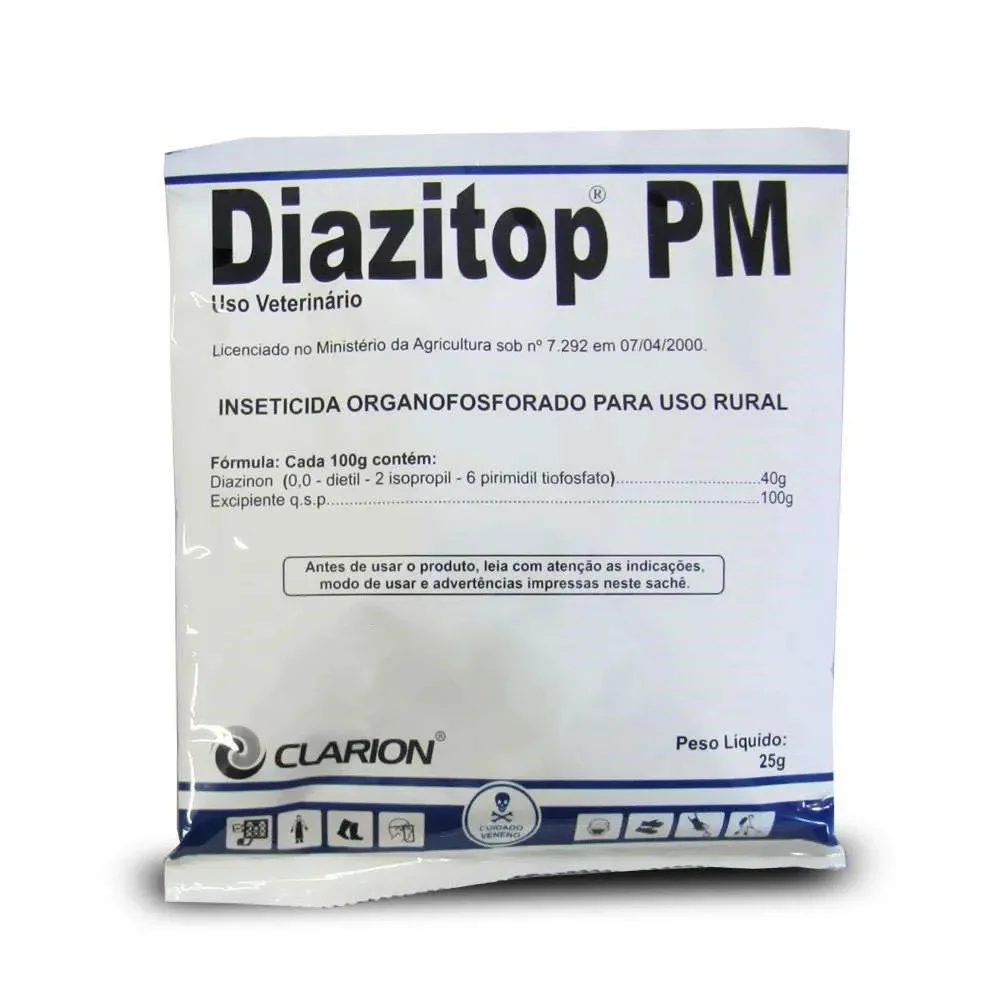 Diazitop® PM
Uso Veterinário
Licenciado no Ministério da Agricultura sob nº 7.292 em 07/04/2000.
INSETICIDA ORGANOFOSFORADO PARA USO RURAL
Fórmula: Cada 100g contém:
Diazinon (0,0 - dietil - 2 isopropil - 6 pirimidil tiofosfato)..............................40g
Excipiente q.s.p..........................................................................................100g
Antes de usar o produto, leia com atenção as indicações,
modo de usar e advertências impressas neste sachê.
CLARION®
Peso Líquido:
25g
CUIDADO
VENENO